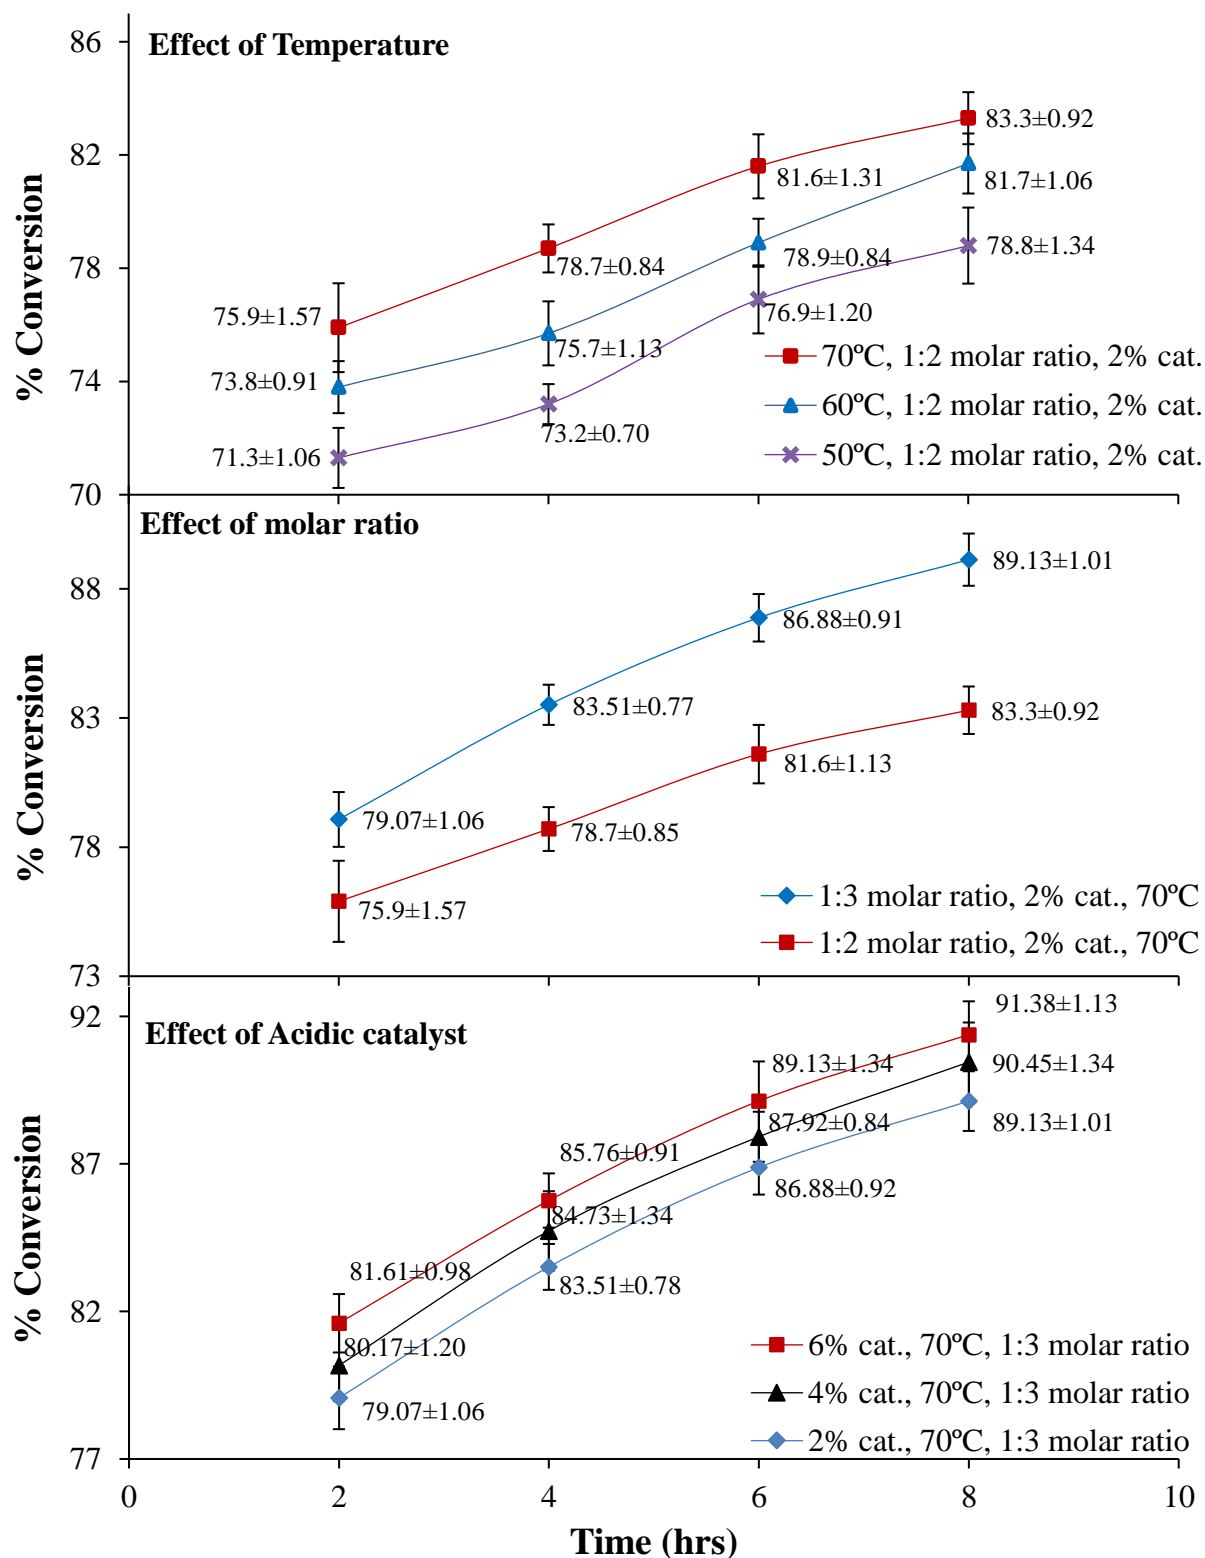 Effect of Temperature
% Conversion
86
82
78
74
70
83.3±0.92
81.6±1.31
81.7±1.06
78.7±0.84
78.9±0.84
78.8±1.34
75.9±1.57
75.7±1.13
76.9±1.20
73.8±0.91
73.2±0.70
71.3±1.06
70ºC, 1:2 molar ratio, 2% cat.
60ºC, 1:2 molar ratio, 2% cat.
50ºC, 1:2 molar ratio, 2% cat.
Effect of molar ratio
% Conversion
88
83
78
73
89.13±1.01
86.88±0.91
83.51±0.77
83.3±0.92
81.6±1.13
79.07±1.06
78.7±0.85
75.9±1.57
1:3 molar ratio, 2% cat., 70ºC
1:2 molar ratio, 2% cat., 70ºC
Effect of Acidic catalyst
% Conversion
92
87
82
77
91.38±1.13
89.13±1.34
90.45±1.34
87.92±0.84
89.13±1.01
85.76±0.91
86.88±0.92
84.73±1.34
81.61±0.98
83.51±0.78
80.17±1.20
79.07±1.06
6% cat., 70ºC, 1:3 molar ratio
4% cat., 70ºC, 1:3 molar ratio
2% cat., 70ºC, 1:3 molar ratio
0 2 4 6 8 10
Time (hrs)